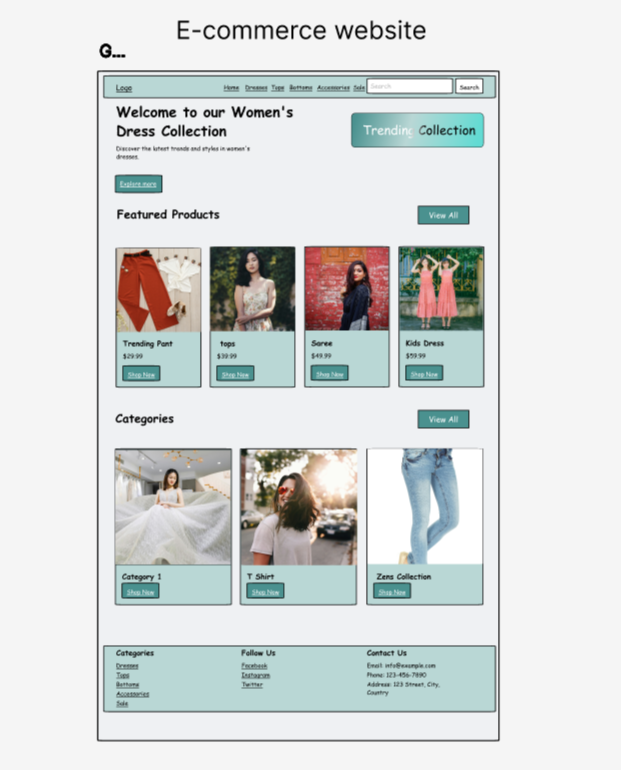 E-commerce website
G...
Logo Home Dresses Tops Bottoms Accessories Sale Search Search
Welcome to our Women's
Dress Collection
Discover the latest trends and styles in women's
dresses.
Trending Collection
Explore more
Featured Products View All
Trending Pant tops Saree Kids Dress
$29.99 $39.99 $49.99 $59.99
Shop Now Shop Now Shop Now Shop Now
Categories View All
Category 1 T Shirt Zens Collection
Shop Now Shop Now Shop Now
Categories Follow Us Contact Us
Dresses Facebook Email: info@example.com
Tops Instagram Phone: 123-456-7890
Bottoms Twitter Address: 123 Street, City,
Accessories Country
Sale